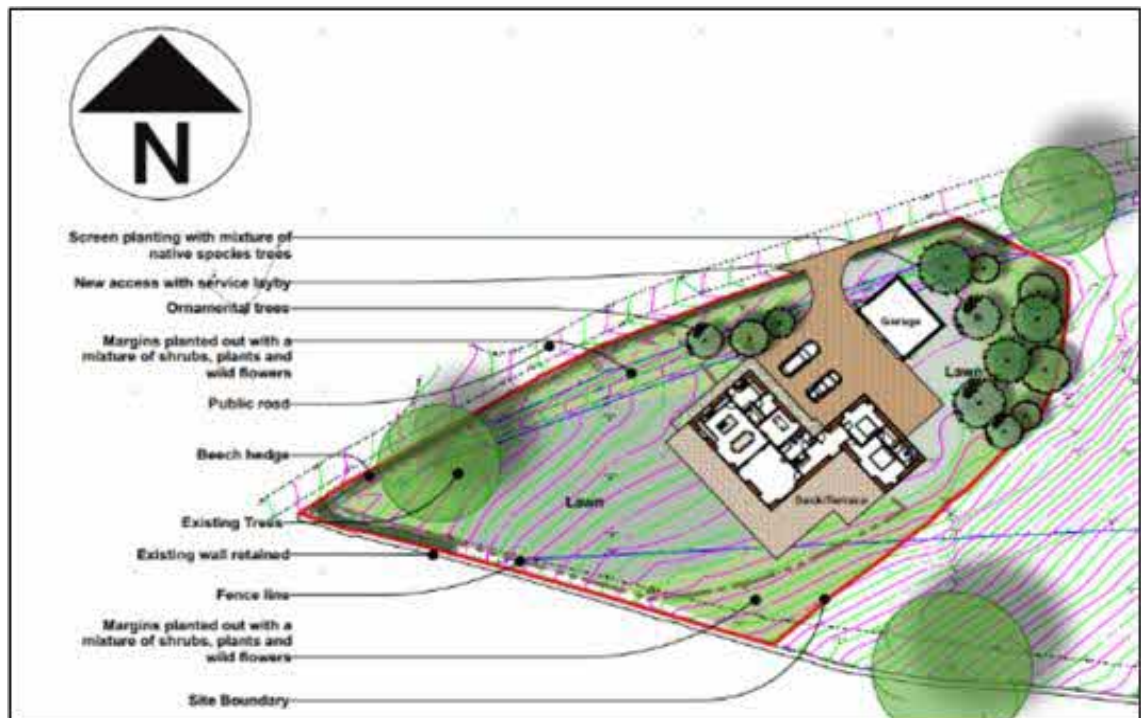 N
Screen planting with mixture of
native species trees
New access with service layby
Ornamental trees
Margins planted out with a
mixture of shrubs, plants and
wild flowers
Public road
Beech hedge
Existing Trees
Existing wall retained
Fence line
Margins planted out with a
mixture of shrubs, plants and
wild flowers
Site Boundary
Garage
Lawn
Lawn
Deck/Terrace